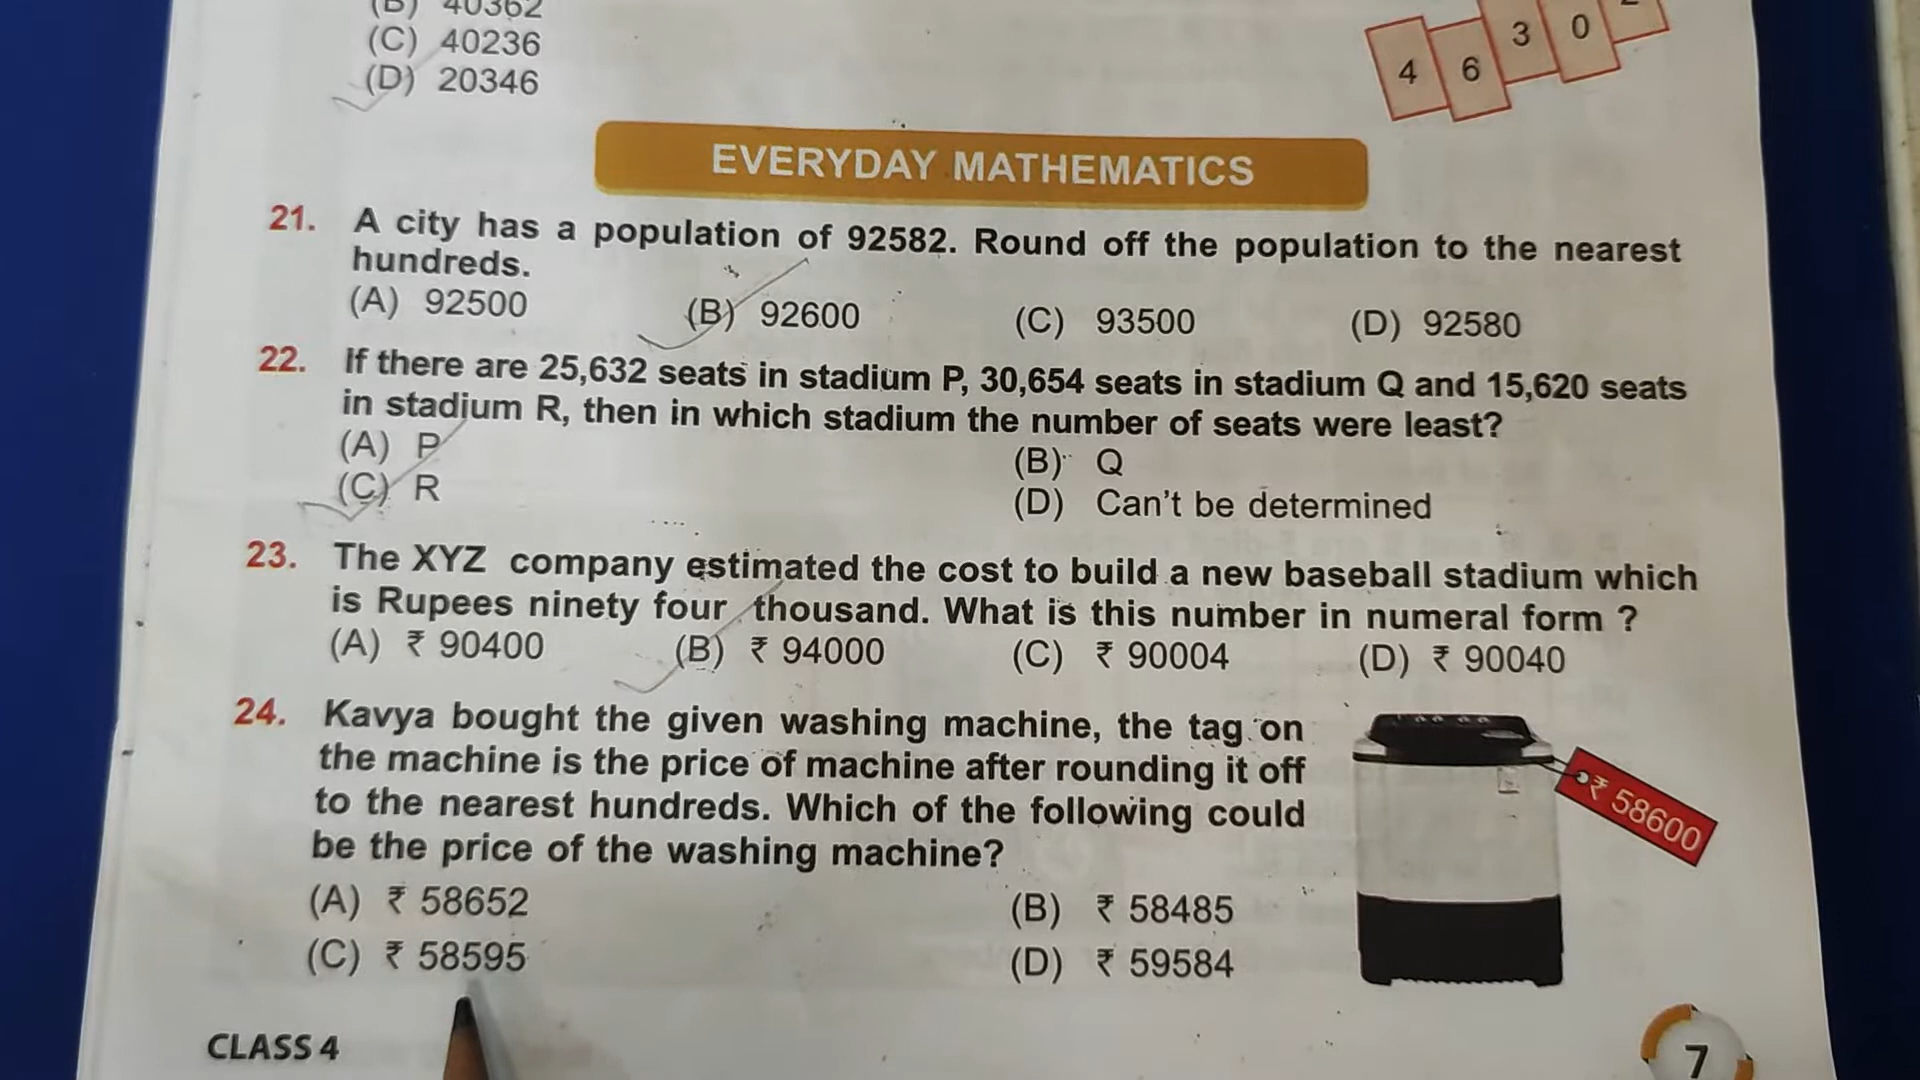 (B) 40362
(C) 40236
(D) 20346
4 6 3 0
EVERYDAY MATHEMATICS
21. A city has a population of 92582. Round off the population to the nearest
hundreds.
(A) 92500 (B) 92600 (C) 93500 (D) 92580
22. If there are 25,632 seats in stadium P, 30,654 seats in stadium Q and 15,620 seats
in stadium R, then in which stadium the number of seats were least?
(A) P (B) Q
(C) R (D) Can't be determined
23. The XYZ company estimated the cost to build a new baseball stadium which
is Rupees ninety four thousand. What is this number in numeral form ?
(A) ₹ 90400 (B) ₹ 94000 (C) ₹ 90004 (D) ₹ 90040
24. Kavya bought the given washing machine, the tag on
the machine is the price of machine after rounding it off
to the nearest hundreds. Which of the following could
be the price of the washing machine?
₹ 58600
(A) ₹ 58652 (B) ₹ 58485
(C) ₹ 58595 (D) ₹ 59584
CLASS 4
7